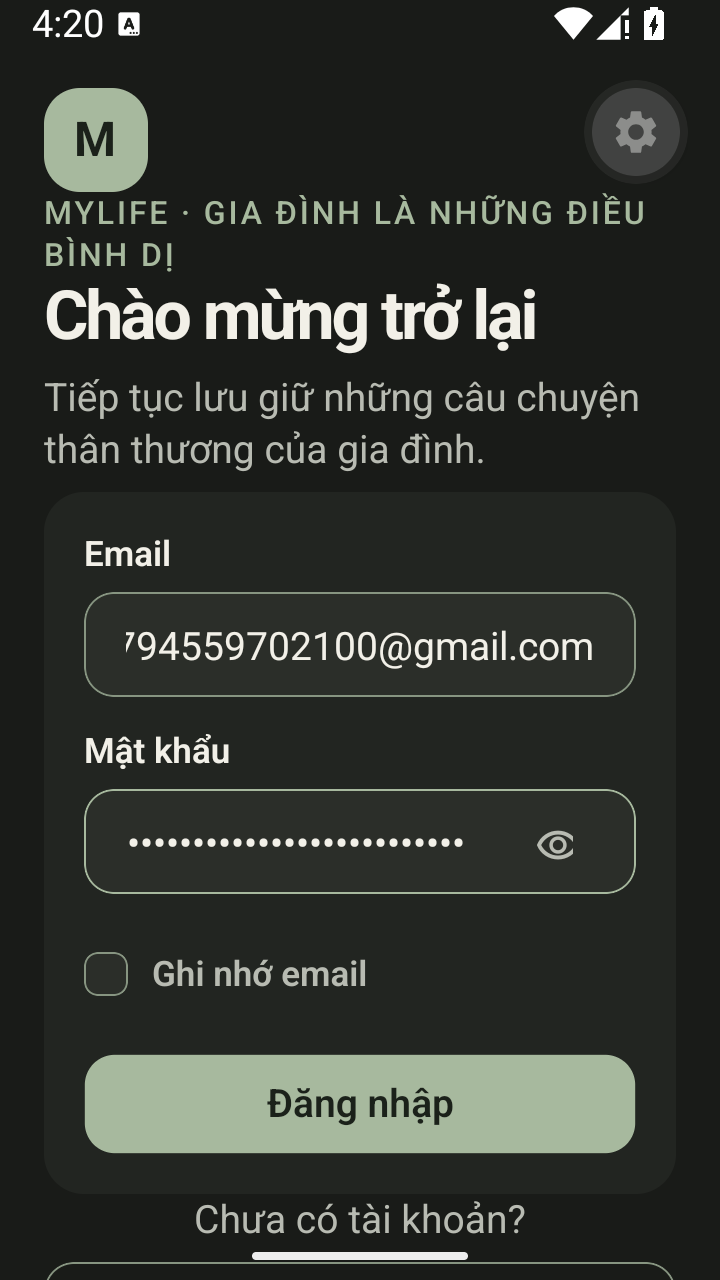 4:20
M
MYLIFE · GIA ĐÌNH LÀ NHỮNG ĐIỀU
BÌNH DỊ
Chào mừng trở lại
Tiếp tục lưu giữ những câu chuyện
thân thương của gia đình.
Email
794559702100@gmail.com
Mật khẩu
••••••••••••••••••••••••••
Ghi nhớ email
Đăng nhập
Chưa có tài khoản?